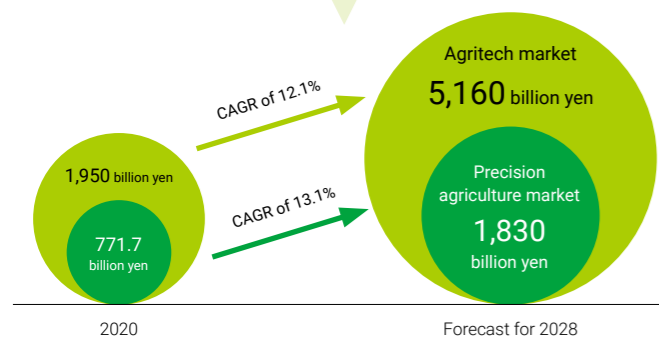 Agritech market
5,160 billion yen
CAGR of 12.1%
1,950 billion yen
Precision
agriculture market
1,830
billion yen
CAGR of 13.1%
771.7
billion yen
2020
Forecast for 2028